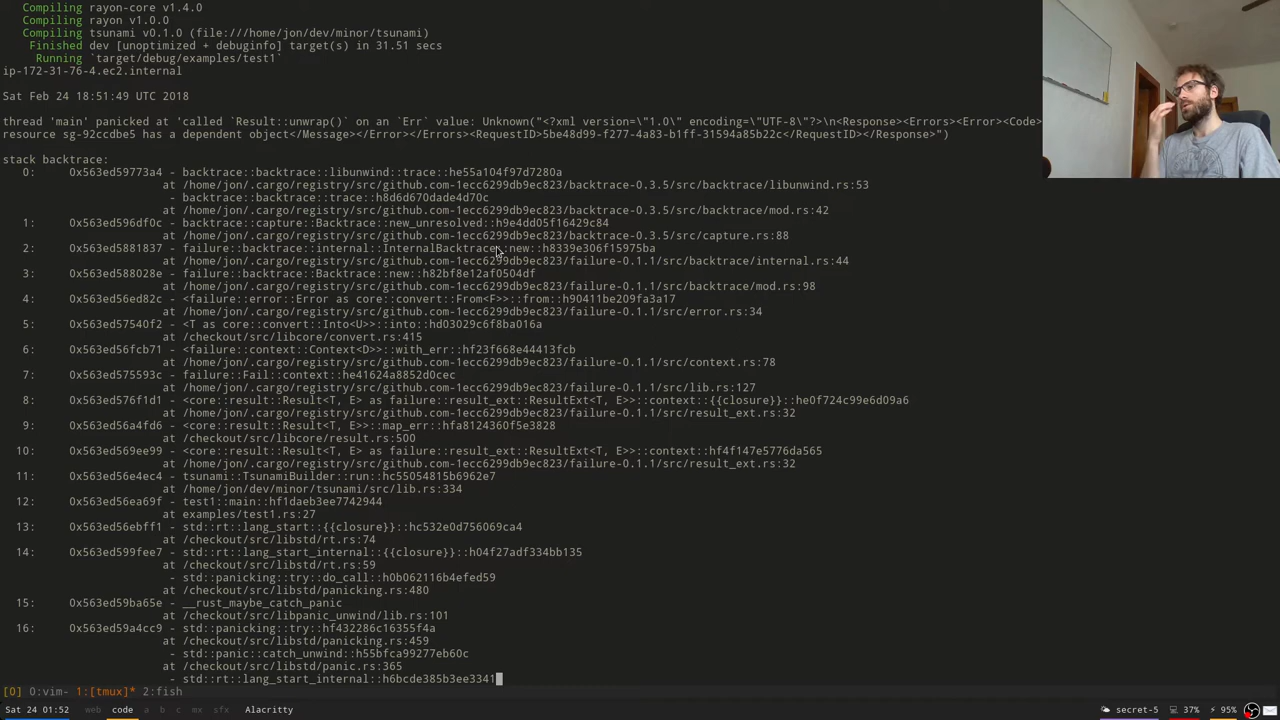 Compiling rayon-core v1.4.0
Compiling rayon v1.0.0
Compiling tsunami v0.1.0 (file:///home/jon/dev/minor/tsunami)
Finished dev [unoptimized + debuginfo] target(s) in 31.51 secs
Running `target/debug/examples/test1`
ip-172-31-76-4.ec2.internal
Sat Feb 24 18:51:49 UTC 2018
thread 'main' panicked at 'called `Result::unwrap()` on an `Err` value: Unknown("<?xml version=\"1.0\" encoding=\"UTF-8\"?>\n<Response><Errors><Error><Code>
resource sg-92ccdbe5 has a dependent object</Message></Error></Errors><RequestID>5be48d99-f277-4a83-b1ff-31594a85b22c</RequestID></Response>")
stack backtrace:
0: 0x563ed59773a4 - backtrace::backtrace::libunwind::trace::he55a104f97d7280a
at /home/jon/.cargo/registry/src/github.com-1ecc6299db9ec823/backtrace-0.3.5/src/backtrace/libunwind.rs:53
- backtrace::backtrace::trace::h8d6d670dade4d70c
at /home/jon/.cargo/registry/src/github.com-1ecc6299db9ec823/backtrace-0.3.5/src/backtrace/mod.rs:42
1: 0x563ed596df0c - backtrace::capture::Backtrace::new_unresolved::h9e4dd05f16429c84
at /home/jon/.cargo/registry/src/github.com-1ecc6299db9ec823/backtrace-0.3.5/src/capture.rs:88
2: 0x563ed5881837 - failure::backtrace::internal::InternalBacktrace::new::h8339e306f15975ba
at /home/jon/.cargo/registry/src/github.com-1ecc6299db9ec823/failure-0.1.1/src/backtrace/internal.rs:44
3: 0x563ed588028e - failure::backtrace::Backtrace::new::h82bf8e12af0504df
at /home/jon/.cargo/registry/src/github.com-1ecc6299db9ec823/failure-0.1.1/src/backtrace/mod.rs:98
4: 0x563ed56ed82c - <failure::error::Error as core::convert::From<F>>::from::h90411be209fa3a17
at /home/jon/.cargo/registry/src/github.com-1ecc6299db9ec823/failure-0.1.1/src/error.rs:34
5: 0x563ed57540f2 - <T as core::convert::Into<U>>::into::hd03029c6f8ba016a
at /checkout/src/libcore/convert.rs:415
6: 0x563ed56fcb71 - <failure::context::Context<D>>::with_err::hf23f668e44413fcb
at /home/jon/.cargo/registry/src/github.com-1ecc6299db9ec823/failure-0.1.1/src/context.rs:78
7: 0x563ed575593c - failure::Fail::context::he41624a8852d0cec
at /home/jon/.cargo/registry/src/github.com-1ecc6299db9ec823/failure-0.1.1/src/lib.rs:127
8: 0x563ed576f1d1 - <core::result::Result<T, E> as failure::result_ext::ResultExt<T, E>>::context::{{closure}}::he0f724c99e6d09a6
at /home/jon/.cargo/registry/src/github.com-1ecc6299db9ec823/failure-0.1.1/src/result_ext.rs:32
9: 0x563ed56a4fd6 - <core::result::Result<T, E>>::map_err::hfa8124360f5e3828
at /checkout/src/libcore/result.rs:500
10: 0x563ed569ee99 - <core::result::Result<T, E> as failure::result_ext::ResultExt<T, E>>::context::hf4f147e5776da565
at /home/jon/.cargo/registry/src/github.com-1ecc6299db9ec823/failure-0.1.1/src/result_ext.rs:32
11: 0x563ed56e4ec4 - tsunami::TsunamiBuilder::run::hc55054815b6962e7
at /home/jon/dev/minor/tsunami/src/lib.rs:334
12: 0x563ed56ea69f - test1::main::hf1daeb3ee7742944
at examples/test1.rs:27
13: 0x563ed56ebff1 - std::rt::lang_start::{{closure}}::hc532e0d756069ca4
at /checkout/src/libstd/rt.rs:74
14: 0x563ed599fee7 - std::rt::lang_start_internal::{{closure}}::h04f27adf334bb135
at /checkout/src/libstd/rt.rs:59
- std::panicking::try::do_call::h0b062116b4efed59
at /checkout/src/libstd/panicking.rs:480
15: 0x563ed59ba65e - __rust_maybe_catch_panic
at /checkout/src/libpanic_unwind/lib.rs:101
16: 0x563ed59a4cc9 - std::panicking::try::hf432286c16355f4a
at /checkout/src/libstd/panicking.rs:459
- std::panic::catch_unwind::h55bfca99277eb60c
at /checkout/src/libstd/panic.rs:365
- std::rt::lang_start_internal::h6bcde385b3ee3341
[0] 0:vim- 1:[tmux]* 2:fish
web code a b c mx sfx Alacritty
Sat 24 01:52
secret-5 37% 95%